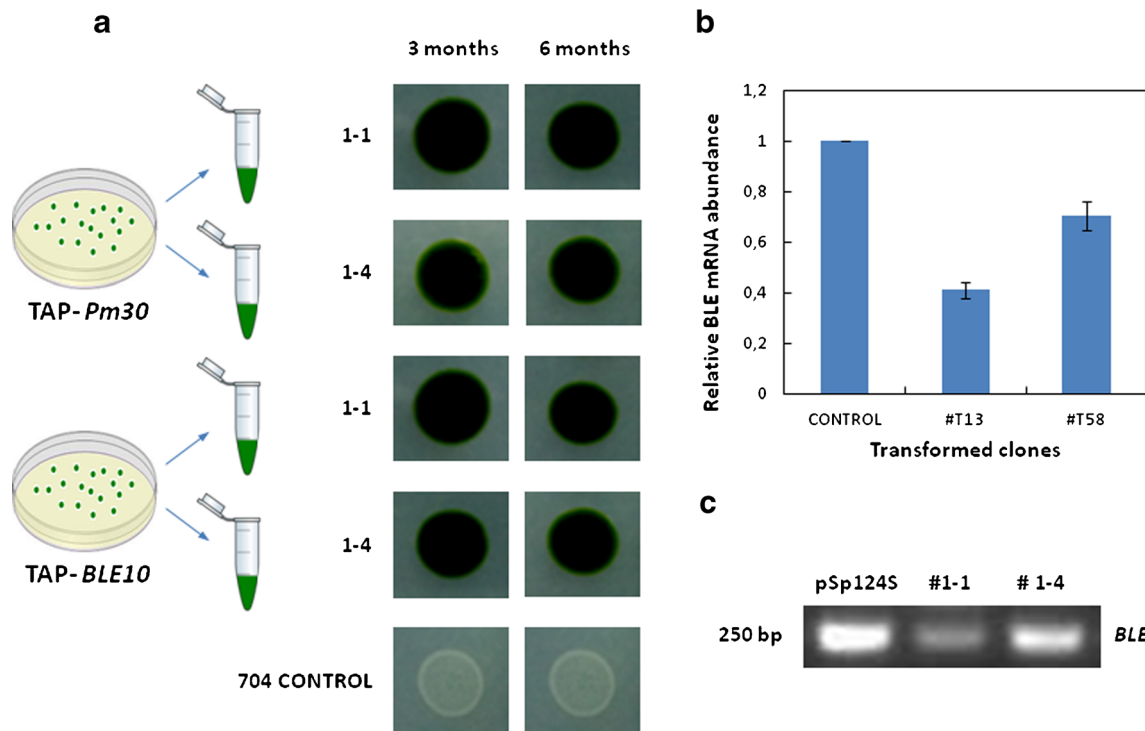 a
3 months 6 months
1-1
1-4
TAP-Pm30
1-1
1-4
TAP-BLE10
704 CONTROL
b
Relative BLE mRNA abundance
1,2
1
0,8
0,6
0,4
0,2
0
CONTROL #T13 #T58
Transformed clones
c
pSp124S #1-1 # 1-4
250 bp BLE